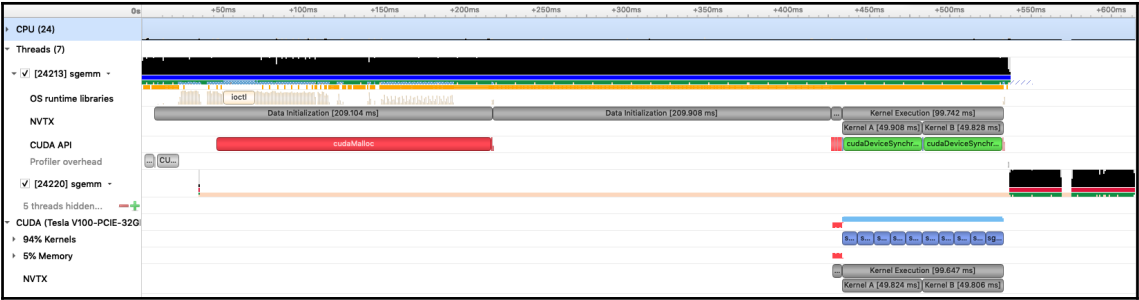 0s +50ms +100ms +150ms +200ms +250ms +300ms +350ms +400ms +450ms +500ms +550ms +600ms
CPU (24)
Threads (7)
[24213] sgemm
OS runtime libraries ioctl
NVTX Data Initialization [209.104 ms] Data Initialization [209.908 ms] ... Kernel Execution [99.742 ms]
Kernel A [49.908 ms] Kernel B [49.828 ms]
CUDA API cudaMalloc cudaDeviceSynchr... cudaDeviceSynchr...
Profiler overhead ... CU...
[24220] sgemm
5 threads hidden...
CUDA (Tesla V100-PCIE-32G
94% Kernels s... s... s... s... s... s... s... s... s... sg...
5% Memory
NVTX ... Kernel Execution [99.647 ms]
Kernel A [49.824 ms] Kernel B [49.806 ms]